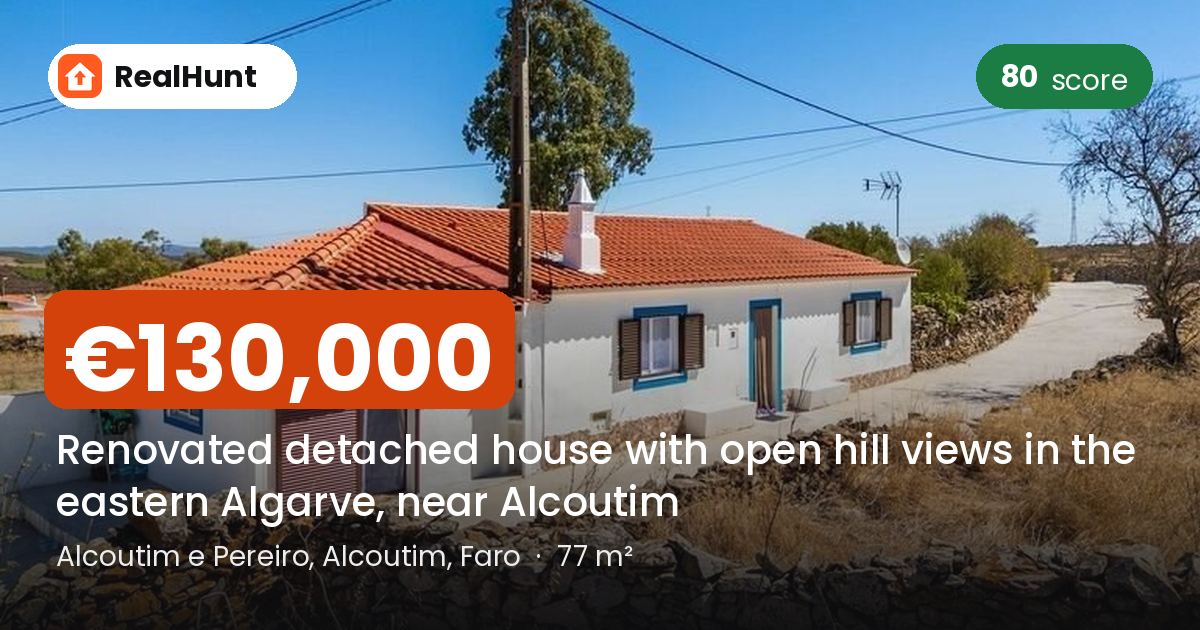 RealHunt
80 score
€130,000
Renovated detached house with open hill views in the
eastern Algarve, near Alcoutim
Alcoutim e Pereiro, Alcoutim, Faro · 77 m²